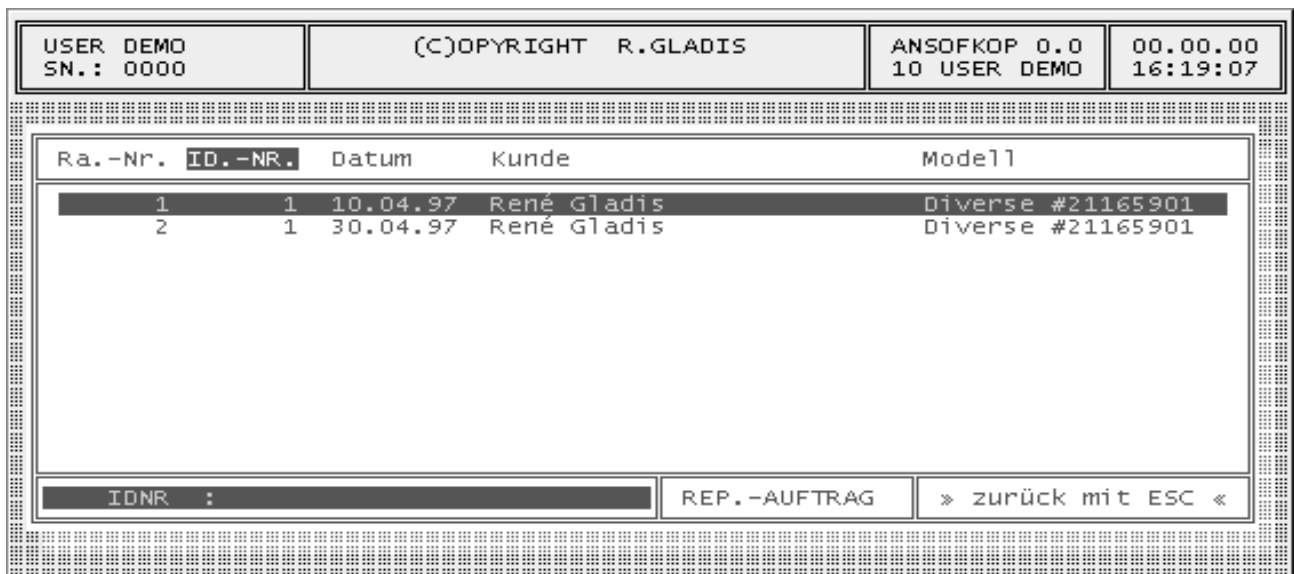 USER DEMO (C)OPYRIGHT R.GLADIS ANSOFKOP 0.0 00.00.00
SN.: 0000 10 USER DEMO 16:19:07
Ra.-Nr. ID.-NR. Datum Kunde Modell
1 1 10.04.97 René Gladis Diverse #21165901
2 1 30.04.97 René Gladis Diverse #21165901
IDNR : REP.-AUFTRAG » zurück mit ESC «